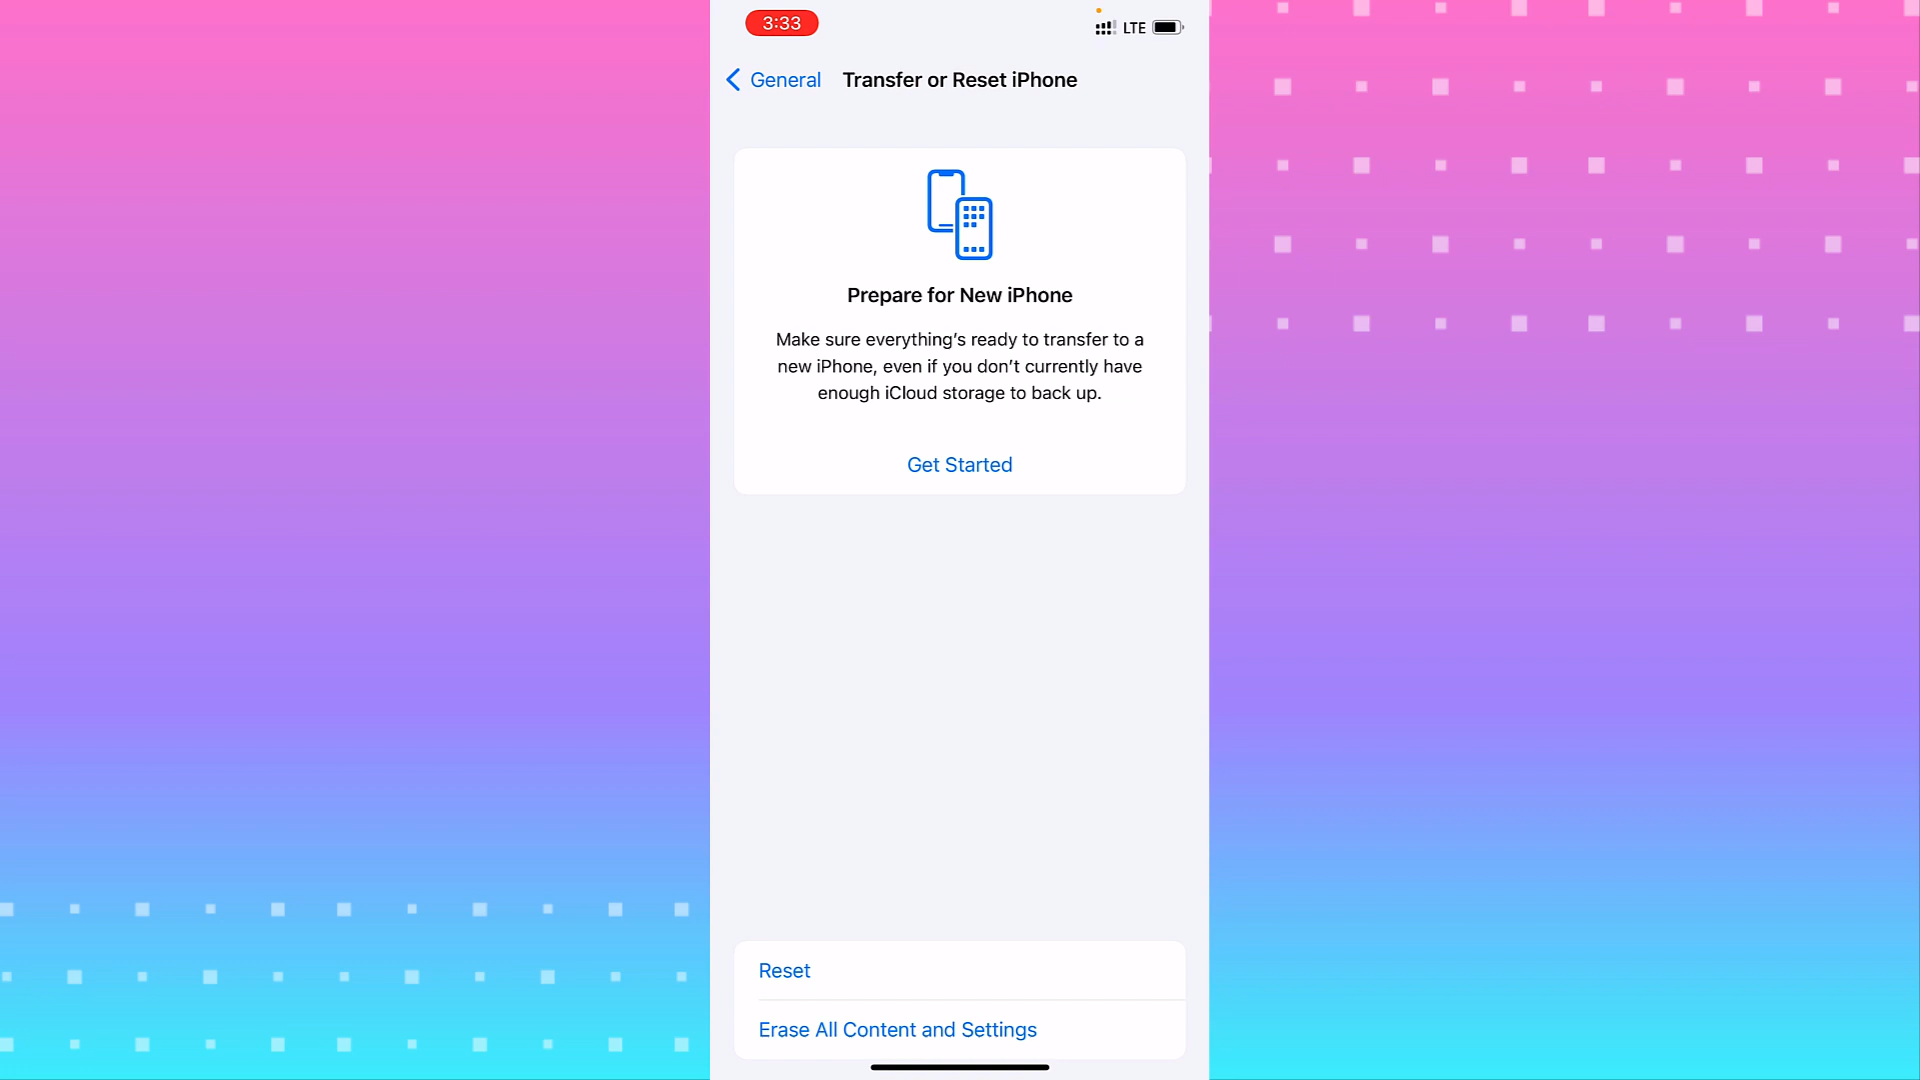 3:33
LTE
General
Transfer or Reset iPhone
Prepare for New iPhone
Make sure everything's ready to transfer to a
new iPhone, even if you don't currently have
enough iCloud storage to back up.
Get Started
Reset
Erase All Content and Settings